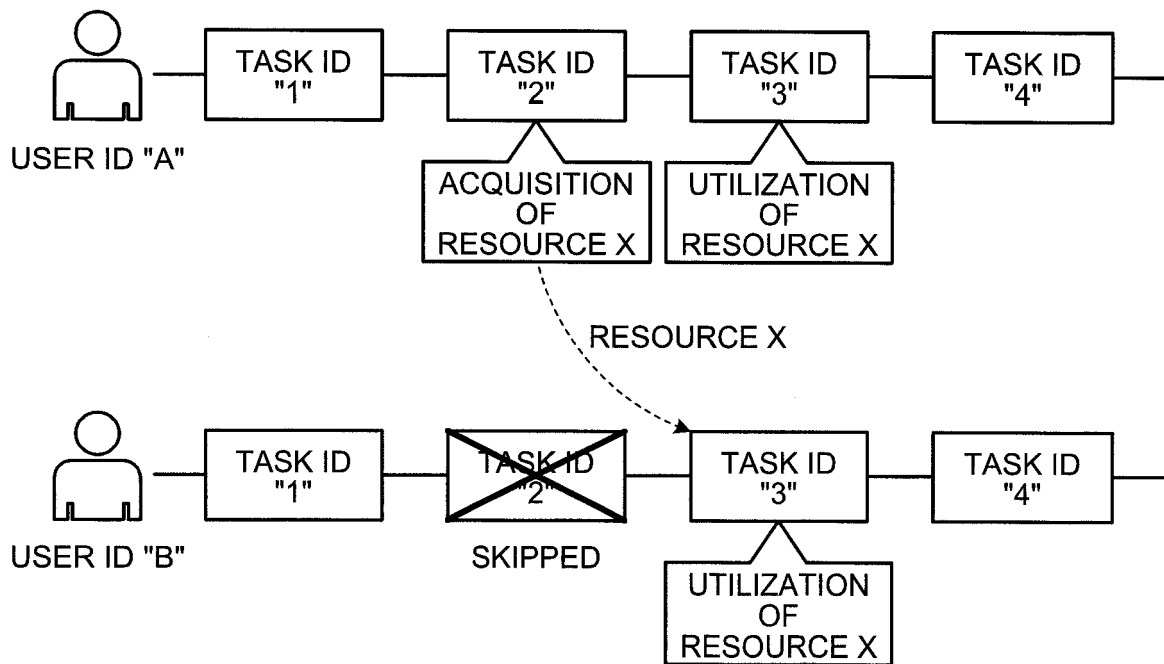 TASK ID
"1"
TASK ID
"2"
TASK ID
"3"
TASK ID
"4"
USER ID "A"
ACQUISITION
OF
RESOURCE X
UTILIZATION
OF
RESOURCE X
RESOURCE X
TASK ID
"1"
TASK ID
"2"
TASK ID
"3"
TASK ID
"4"
USER ID "B"
SKIPPED
UTILIZATION
OF
RESOURCE X